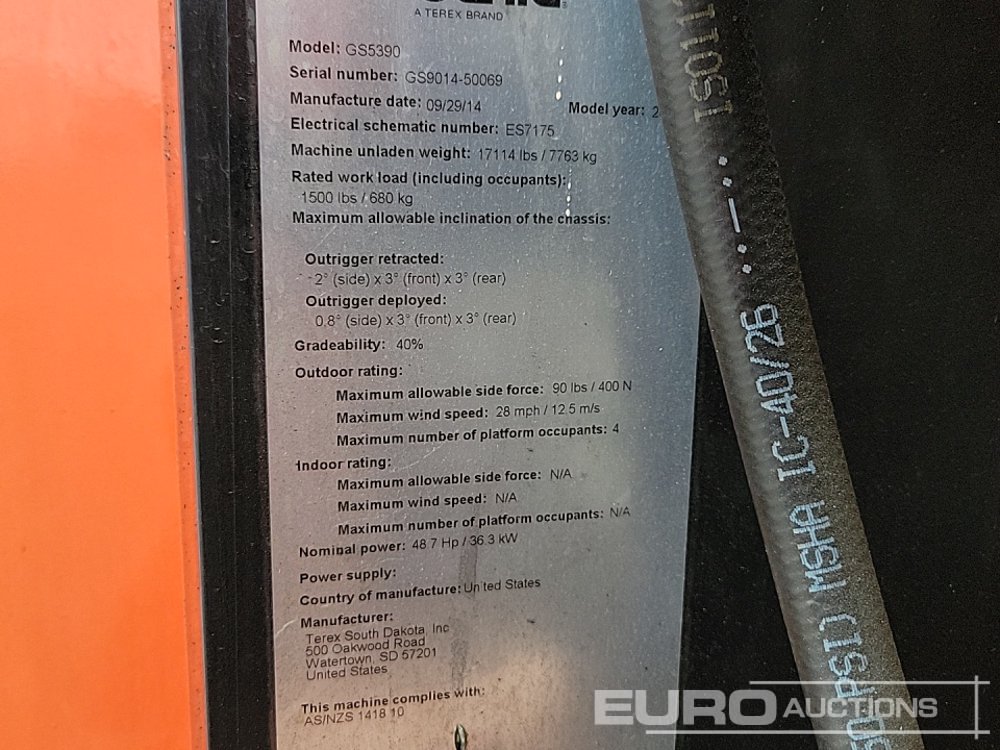 A TEREX BRAND
Model: GS5390
Serial number: GS9014-50069
Manufacture date: 09/29/14 Model year: 2
Electrical schematic number: ES7175
Machine unladen weight: 17114 lbs / 7763 kg
Rated work load (including occupants):
1500 lbs / 680 kg
Maximum allowable inclination of the chassis:
Outrigger retracted:
2° (side) x 3° (front) x 3° (rear)
Outrigger deployed:
0,8° (side) x 3° (front) x 3° (rear)
Gradeability: 40%
Outdoor rating:
Maximum allowable side force: 90 lbs / 400 N
Maximum wind speed: 28 mph / 12.5 m/s
Maximum number of platform occupants: 4
Indoor rating:
Maximum allowable side force: N/A
Maximum wind speed: N/A
Maximum number of platform occupants: N/A
Nominal power: 48.7 Hp / 36.3 kW
Power supply:
Country of manufacture: United States
Manufacturer:
Terex South Dakota, Inc
500 Oakwood Road
Watertown, SD 57201
United States
This machine complies with:
AS/NZS 1418.10
PSI) MSHA IC-40/26
EURO AUCTIONS